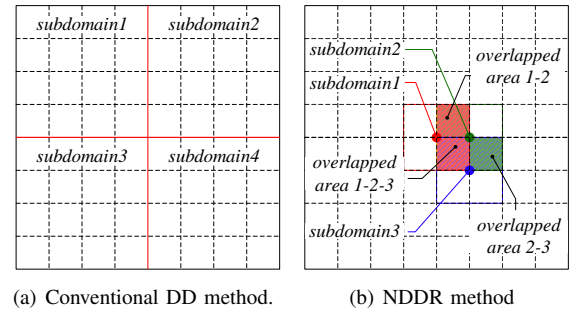 subdomain1
subdomain2
subdomain3
subdomain4
subdomain2
subdomain1
overlapped
area 1-2
overlapped
area 1-2-3
subdomain3
overlapped
area 2-3
(a) Conventional DD method.
(b) NDDR method